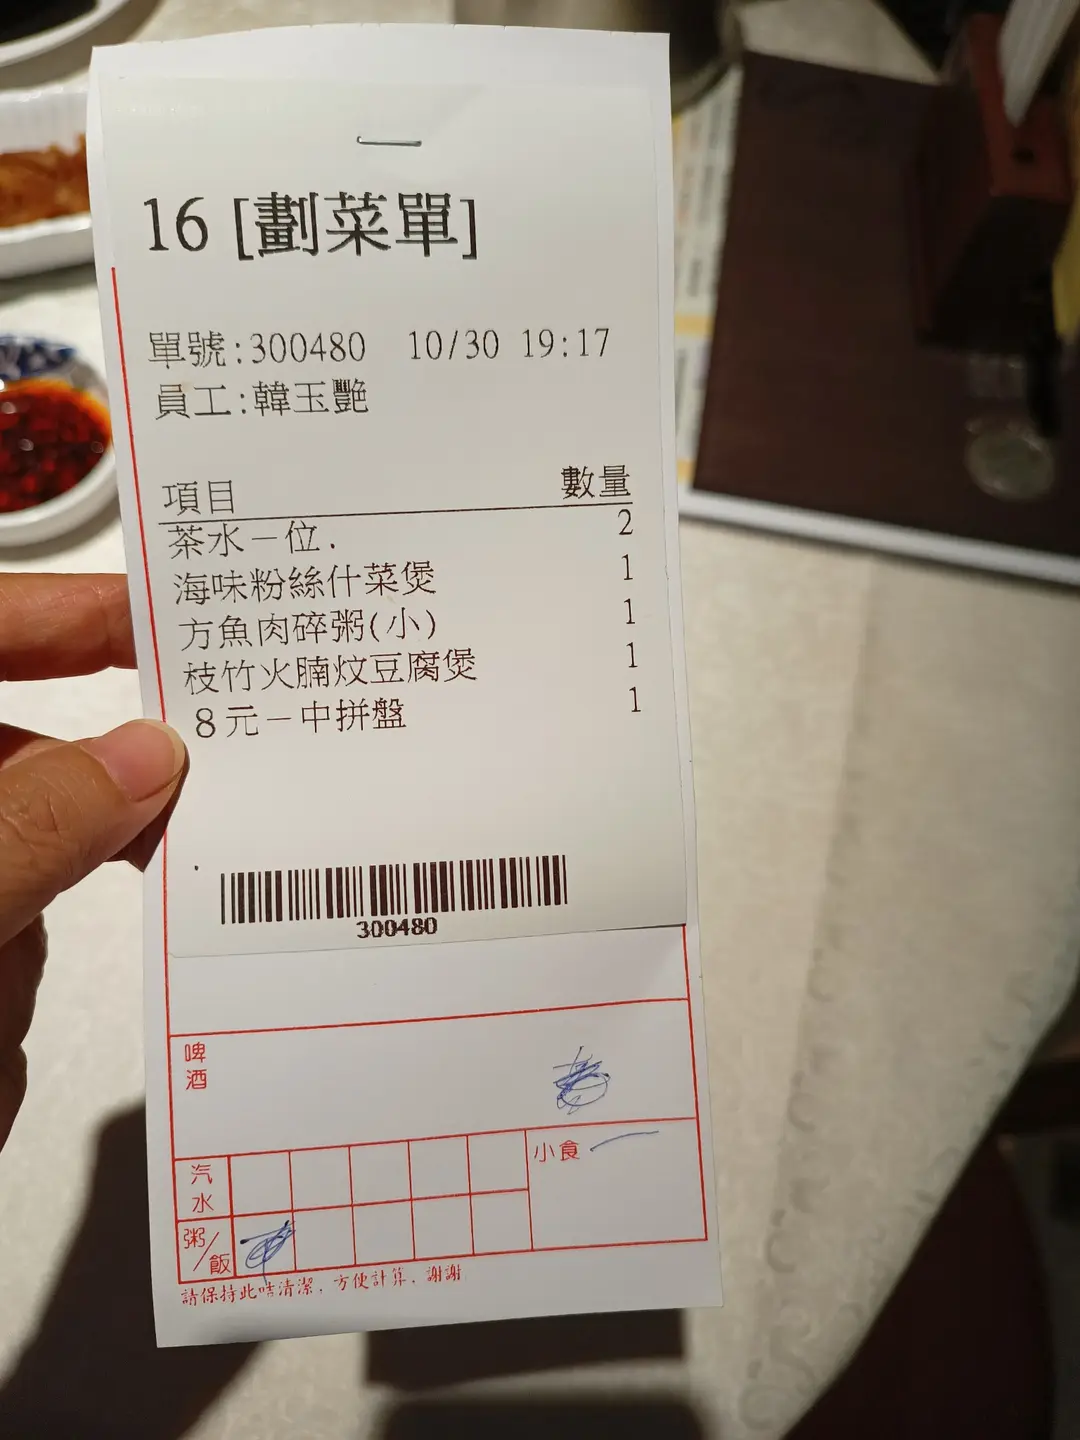 16 [劃菜單]
單號:300480 10/30 19:17
員工:韓玉艷
項目 數量
茶水一位. 2
海味粉絲什菜煲 1
方魚肉碎粥(小) 1
枝竹火腩炆豆腐煲 1
8元一中拼盤 1
300480
啤酒
汽水
小食
粥/飯
請保持此咭清潔, 方便計算, 謝謝